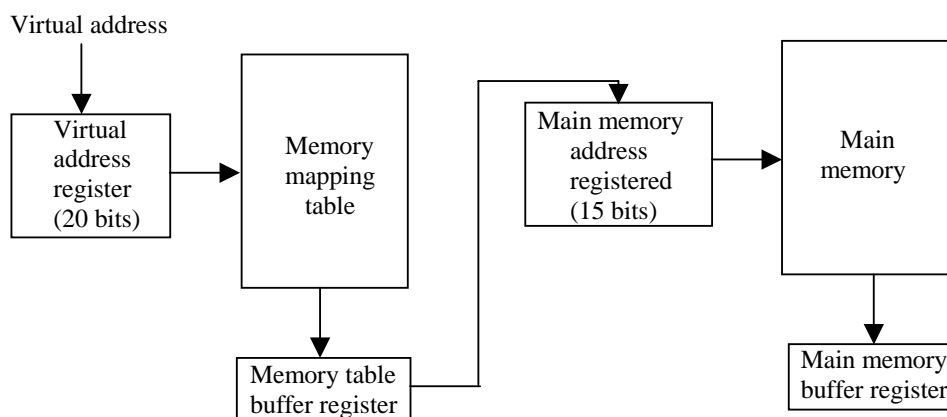 Virtual address
Virtual
address
register
(20 bits)
Memory
mapping
table
Memory table
buffer register
Main memory
address
registered
(15 bits)
Main
memory
Main memory
buffer register